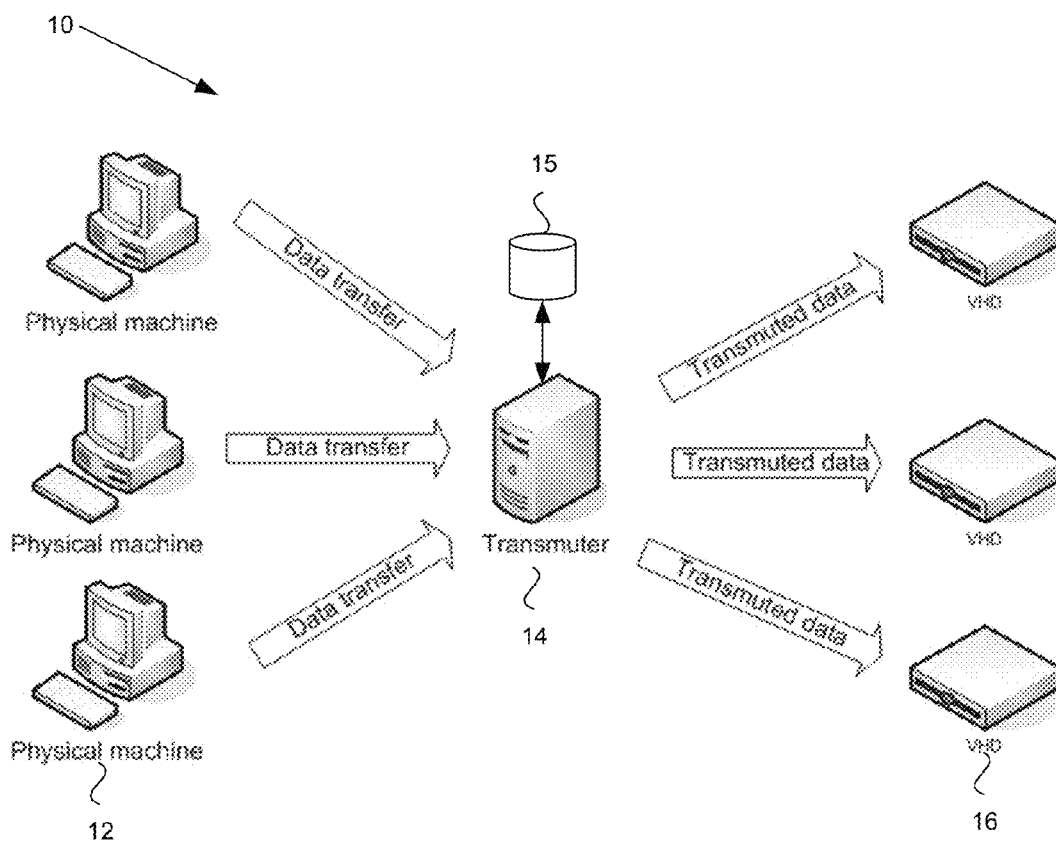 10
15
Data transfer
Transmuted data
Physical machine
VHD
Data transfer
Transmuted data
Physical machine
Transmuter
VHD
Data transfer
Transmuted data
14
Physical machine
VHD
12
16